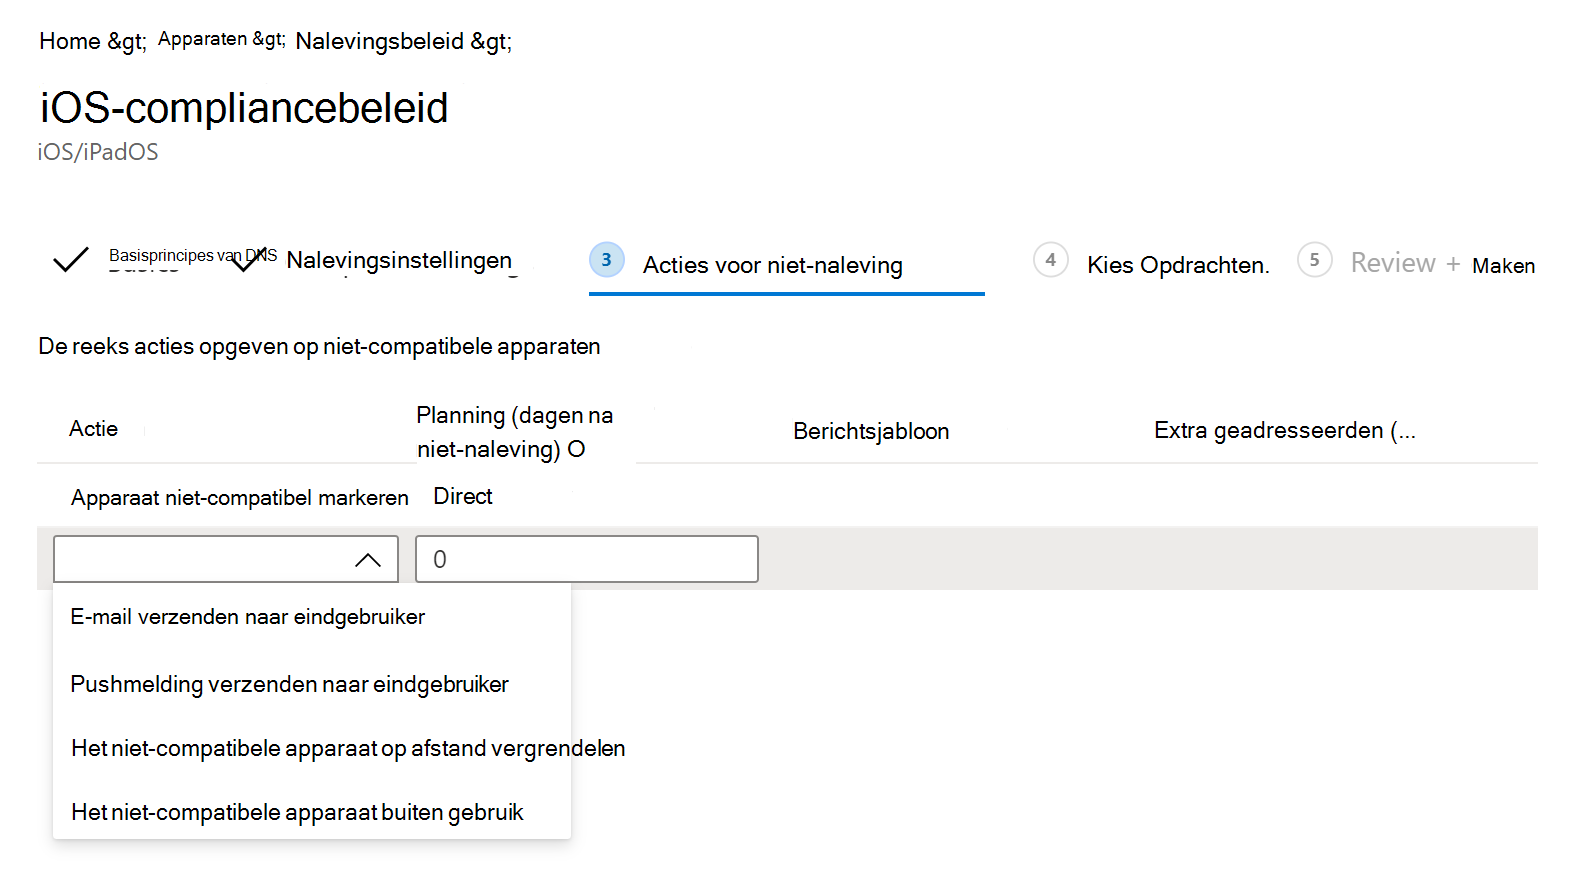 Home &gt; Apparaten &gt; Nalevingsbeleid &gt;
iOS-compliancebeleid
iOS/iPadOS
Basisprincipes van DNS Nalevingsinstellingen 3 Acties voor niet-naleving 4 Kies Opdrachten. 5 Review + Maken
De reeks acties opgeven op niet-compatibele apparaten
Actie Planning (dagen na niet-naleving) O Berichtsjabloon Extra geadresseerden (...
Apparaat niet-compatibel markeren Direct
0
E-mail verzenden naar eindgebruiker
Pushmelding verzenden naar eindgebruiker
Het niet-compatibele apparaat op afstand vergrendelen
Het niet-compatibele apparaat buiten gebruik